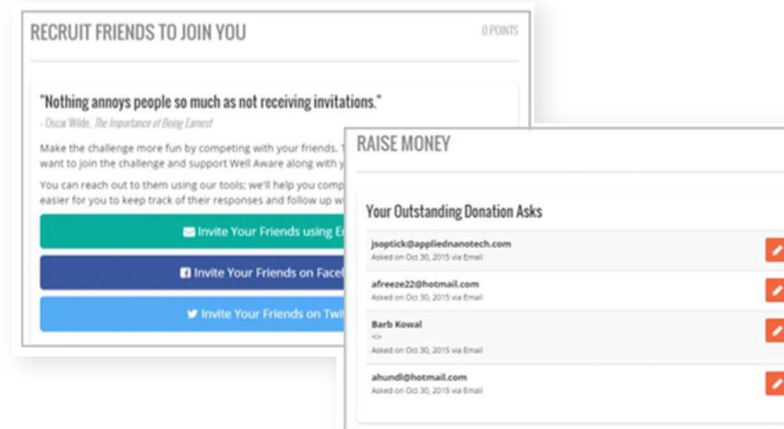 RECRUIT FRIENDS TO JOIN YOU
0 POINTS
"Nothing annoys people so much as not receiving invitations."
- Oscar Wilde, The Importance of Being Earnest
Make the challenge more fun by competing with your friends.
want to join the challenge and support Well Aware along with
You can reach out to them using our tools: we'll help you
easier for you to keep track of their responses and follow up
Invite Your Friends using
Invite Your Friends on
Invite Your Friends on
RAISE MONEY
Your Outstanding Donation Asks
jsoptick@appliednanotech.com
Asked on Oct 30, 2015 via Email
afreeze22@hotmail.com
Asked on Oct 30, 2015 via Email
Barb Kowal
<>
Asked on Oct 30, 2015 via Email
ahundl@hotmail.com
Asked on Oct 30, 2015 via Email